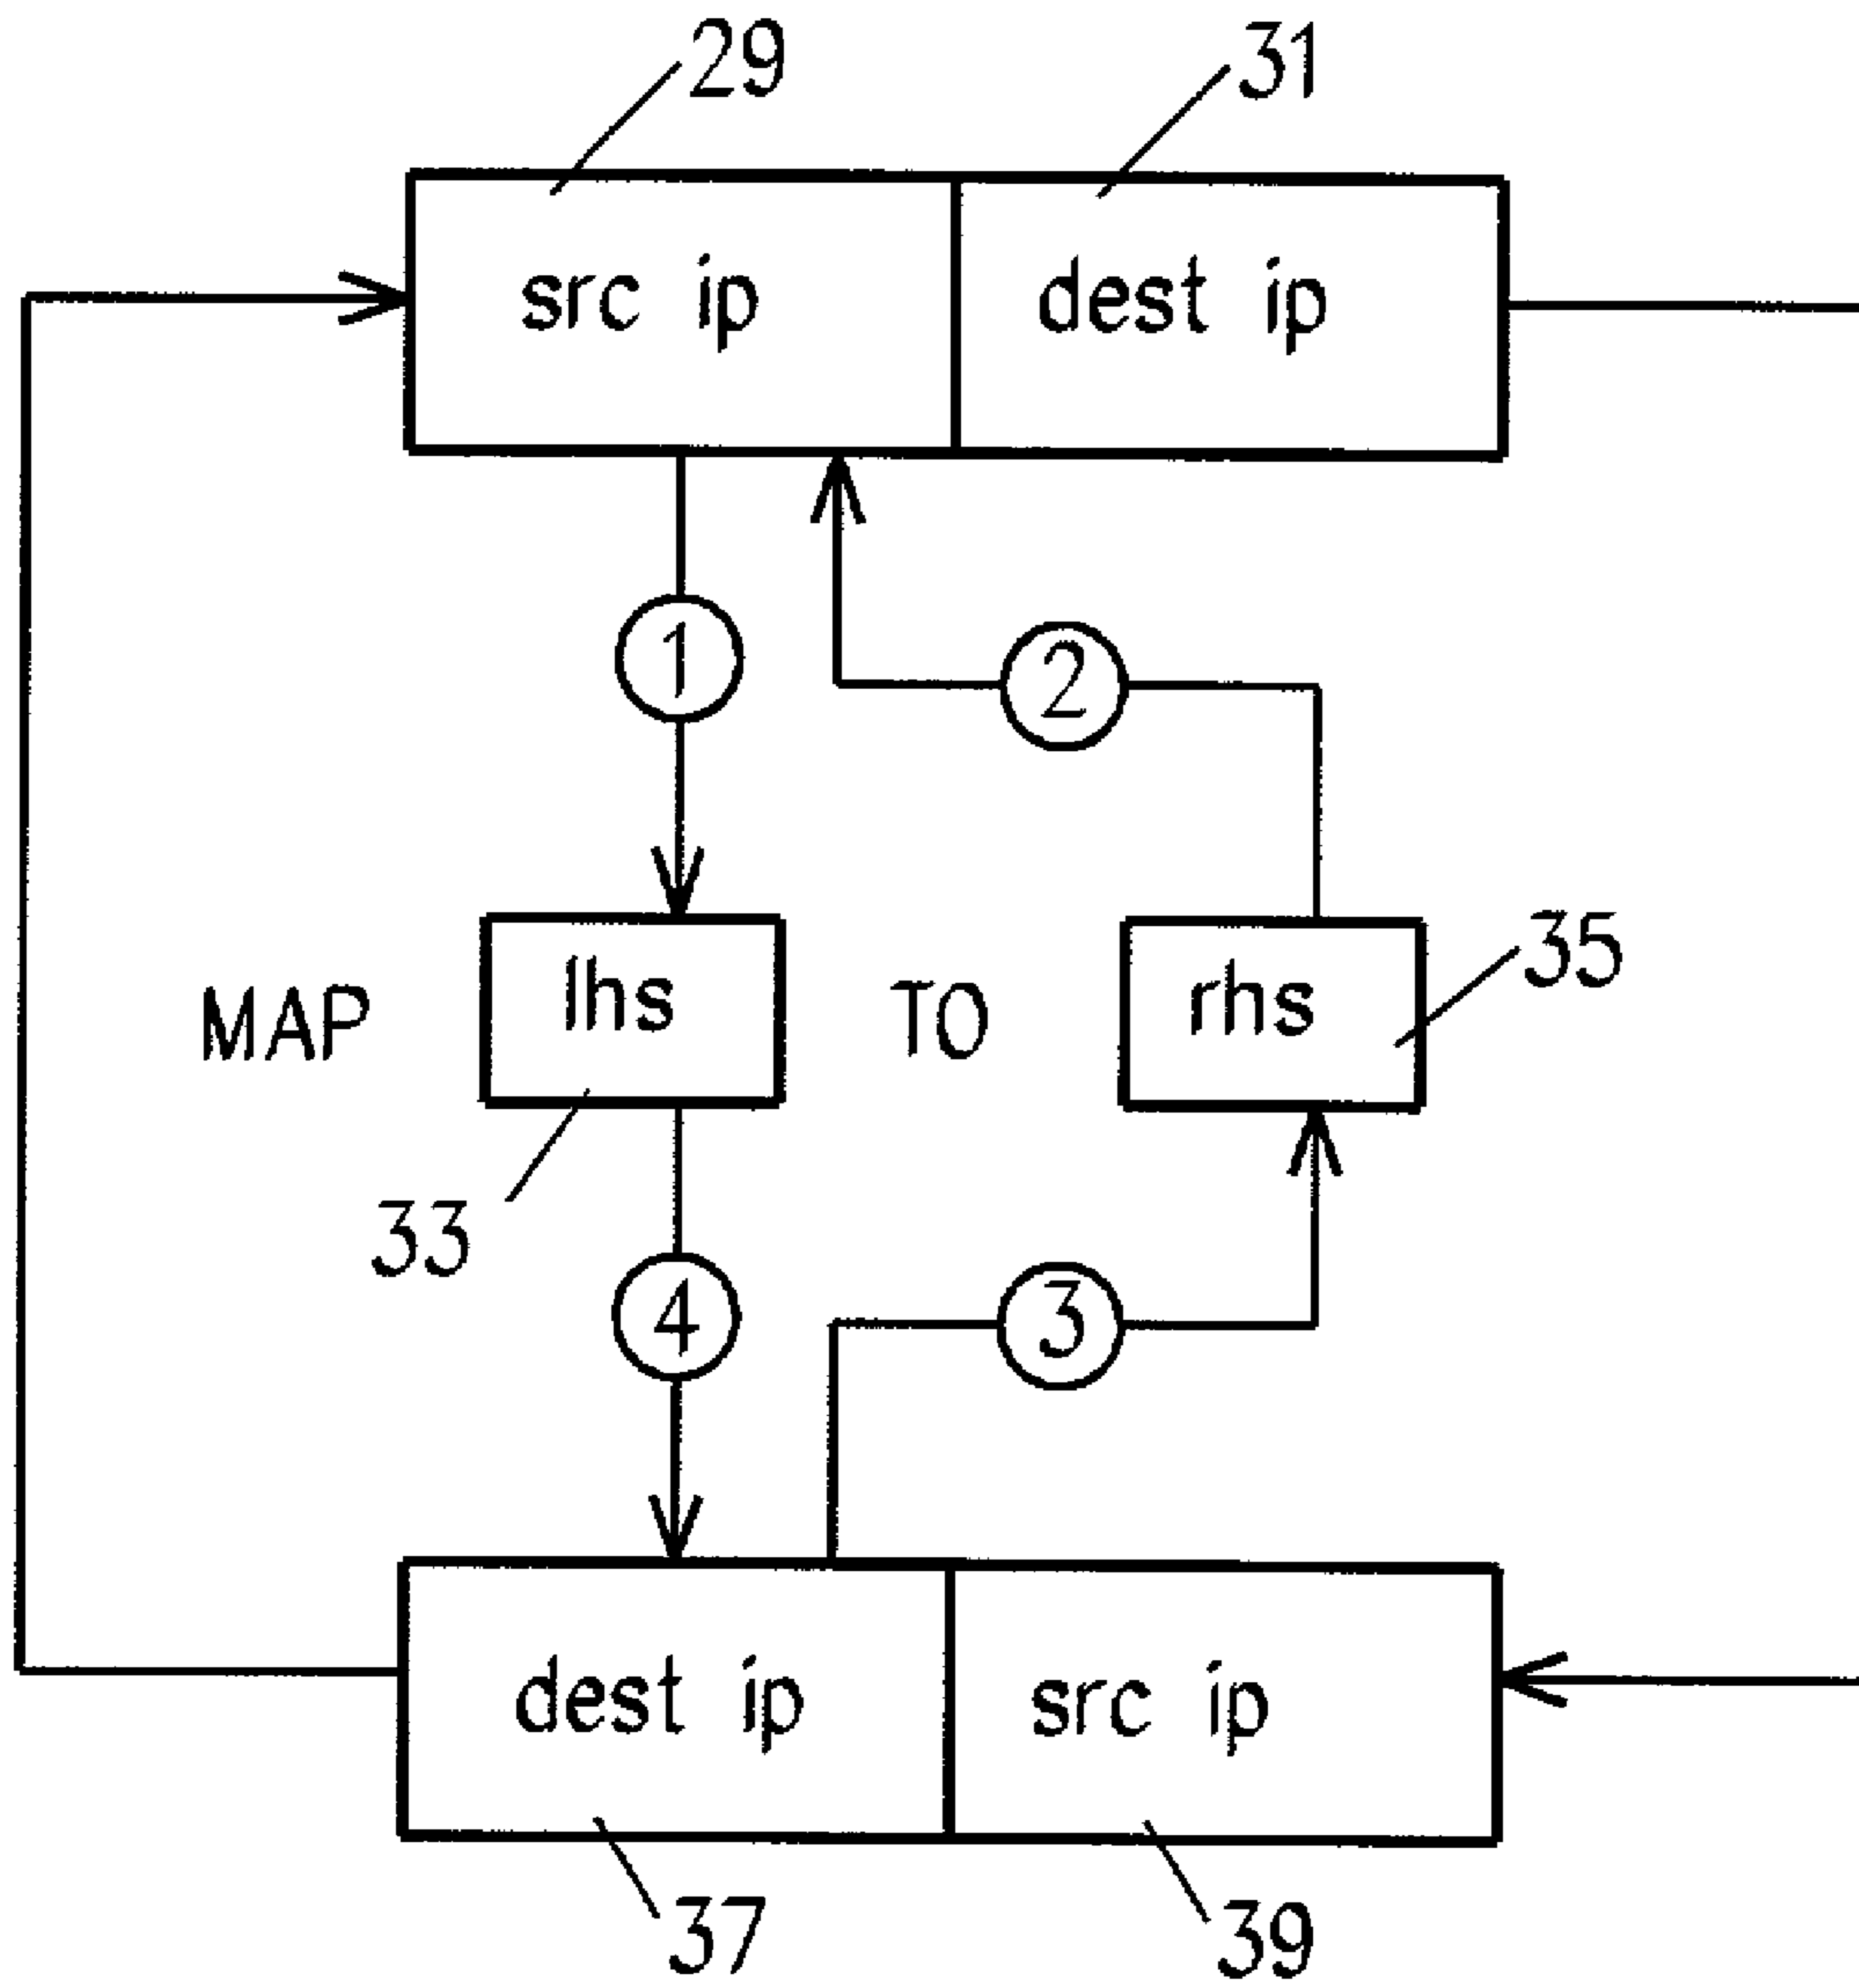 29 31
src ip dest ip
1
2
MAP lhs TO rhs 35
33
4 3
dest ip src ip
37 39